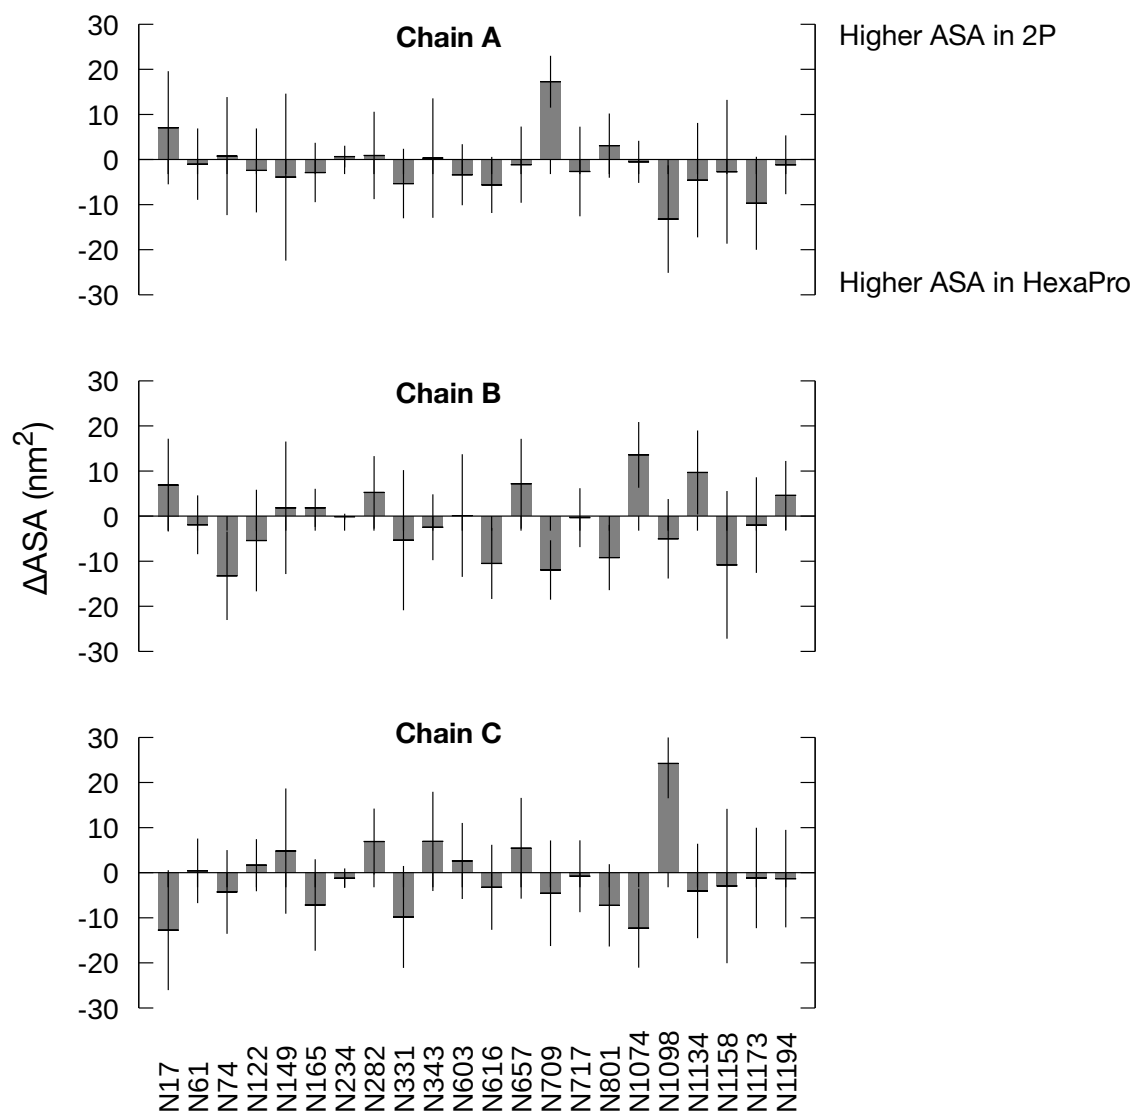 Chain A
Higher ASA in 2P
30
20
10
0
-10
-20
-30
Higher ASA in HexaPro
Chain B
30
20
10
0
-10
-20
-30
ΔASA (nm²)
Chain C
30
20
10
0
-10
-20
-30
N17
N61
N74
N122
N149
N165
N234
N282
N331
N343
N603
N616
N657
N709
N717
N801
N1074
N1098
N1134
N1158
N1173
N1194